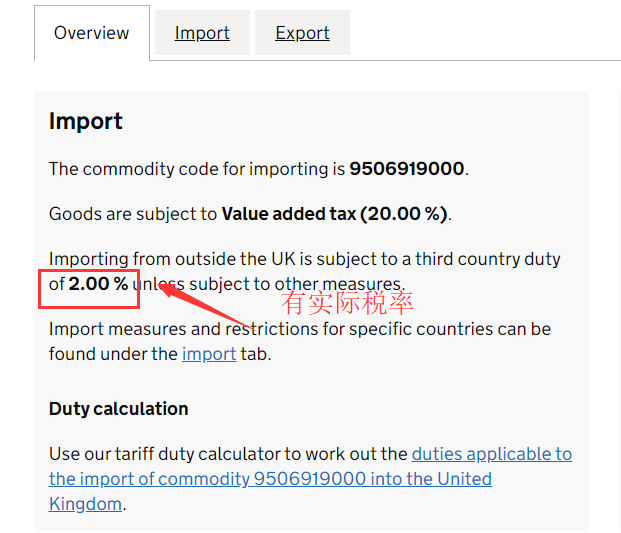 Overview
Import
Export
Import
The commodity code for importing is 9506919000.
Goods are subject to Value added tax (20.00 %).
Importing from outside the UK is subject to a third country duty
of 2.00 % unless subject to other measures.
有实际税率
Import measures and restrictions for specific countries can be
found under the import tab.
Duty calculation
Use our tariff duty calculator to work out the duties applicable to
the import of commodity 9506919000 into the United
Kingdom.